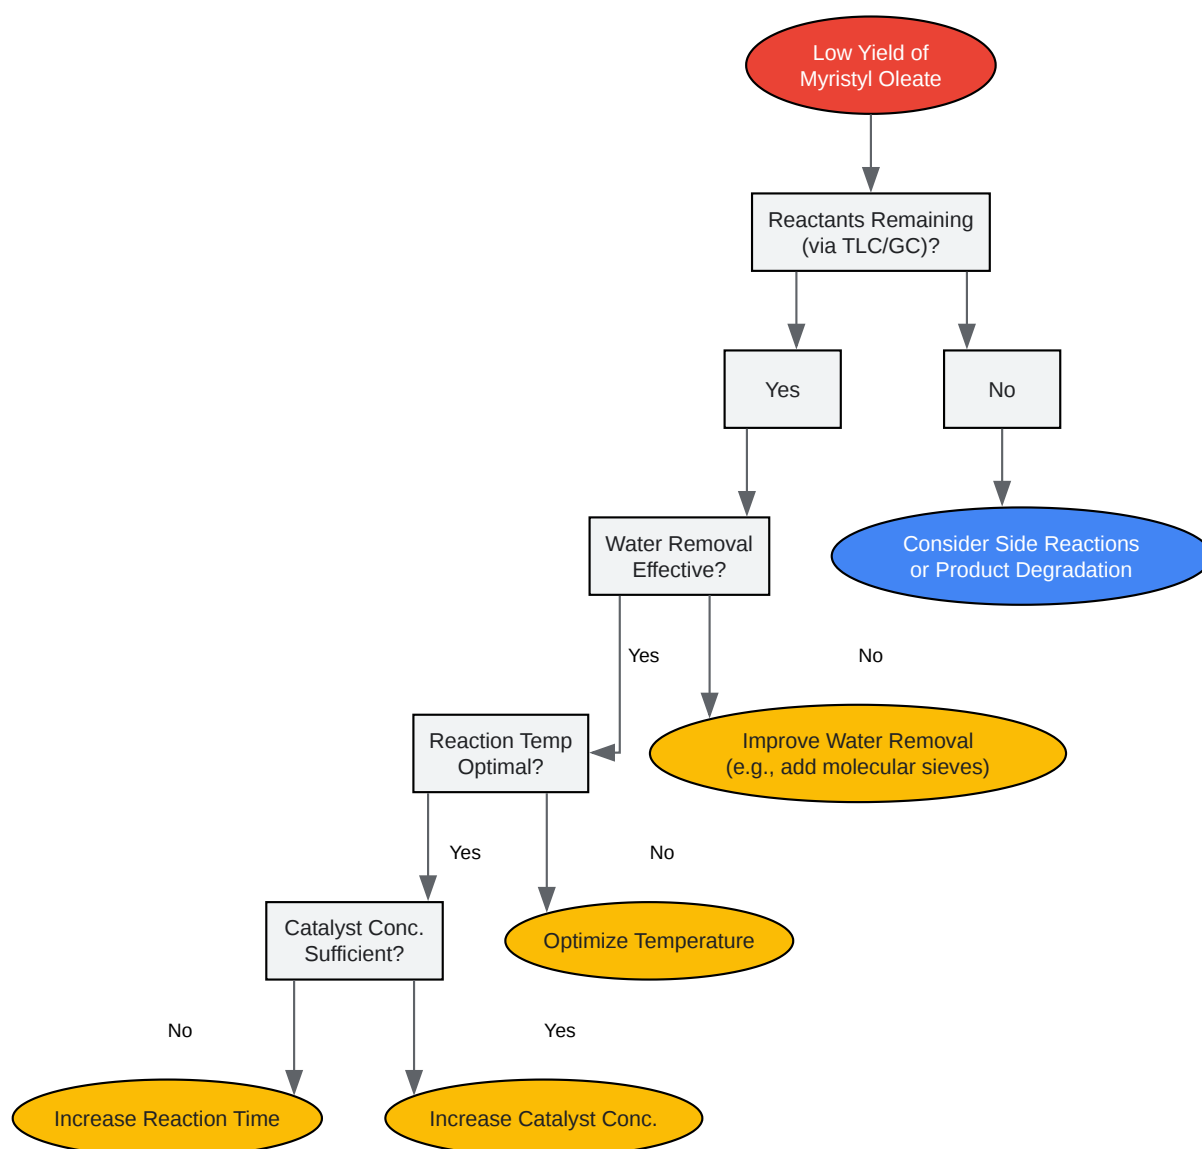 Low Yield of
Myristyl Oleate
Reactants Remaining
(via TLC/GC)?
Yes
No
Water Removal
Effective?
Consider Side Reactions
or Product Degradation
Yes
No
Reaction Temp
Optimal?
Improve Water Removal
(e.g., add molecular sieves)
Yes
No
Catalyst Conc.
Sufficient?
Optimize Temperature
No
Yes
Increase Reaction Time
Increase Catalyst Conc.